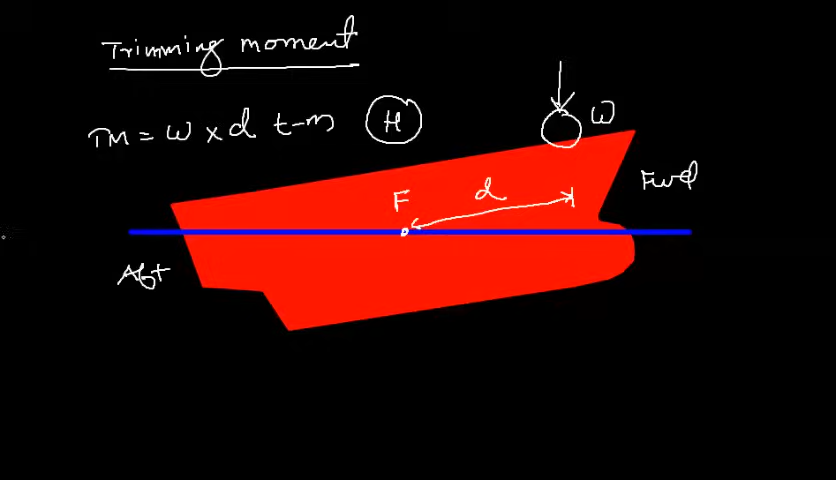 Trimming moment
TM = w x d t-m H
W
Fwd
F
d
Aft